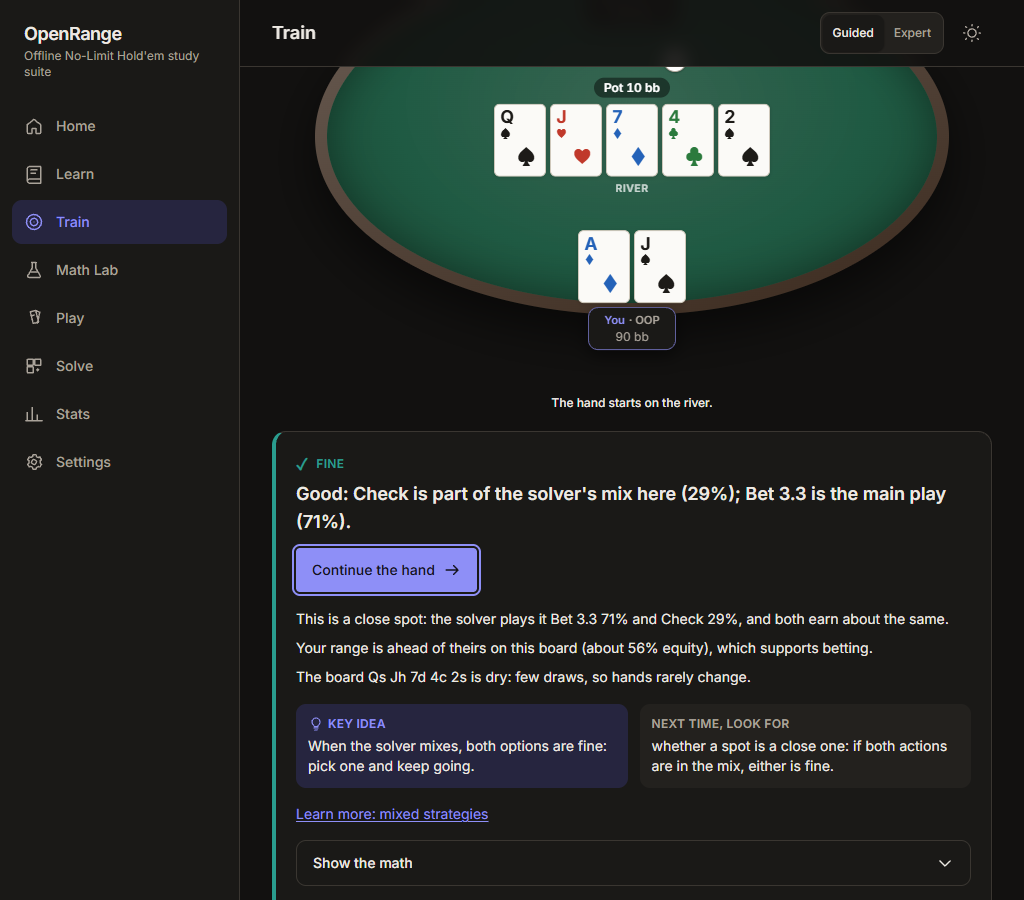 OpenRange
Offline No-Limit Hold'em study
suite
Home
Learn
Train
Math Lab
Play
Solve
Stats
Settings
Train
Guided
Expert
Pot 10 bb
Q
J
7
4
2
RIVER
A
J
You · OOP
90 bb
The hand starts on the river.
FINE
Good: Check is part of the solver's mix here (29%); Bet 3.3 is the main play
(71%).
Continue the hand →
This is a close spot: the solver plays it Bet 3.3 71% and Check 29%, and both earn about the same.
Your range is ahead of theirs on this board (about 56% equity), which supports betting.
The board Qs Jh 7d 4c 2s is dry: few draws, so hands rarely change.
KEY IDEA
When the solver mixes, both options are fine:
pick one and keep going.
NEXT TIME, LOOK FOR
whether a spot is a close one: if both actions
are in the mix, either is fine.
Learn more: mixed strategies
Show the math